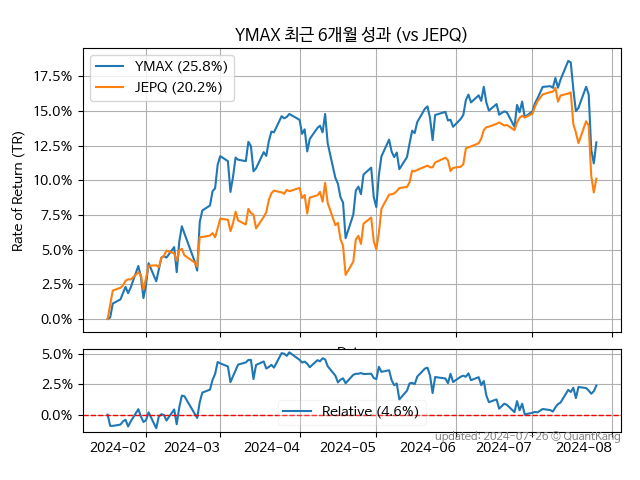 YMAX 최근 6개월 성과 (vs JEPQ)
YMAX (25.8%)
JEPQ (20.2%)
Rate of Return (TR)
17.5%
15.0%
12.5%
10.0%
7.5%
5.0%
2.5%
0.0%
5.0%
2.5%
0.0%
Relative (4.6%)
updated: 2024-07-26 © QuantKang
2024-02 2024-03 2024-04 2024-05 2024-06 2024-07 2024-08